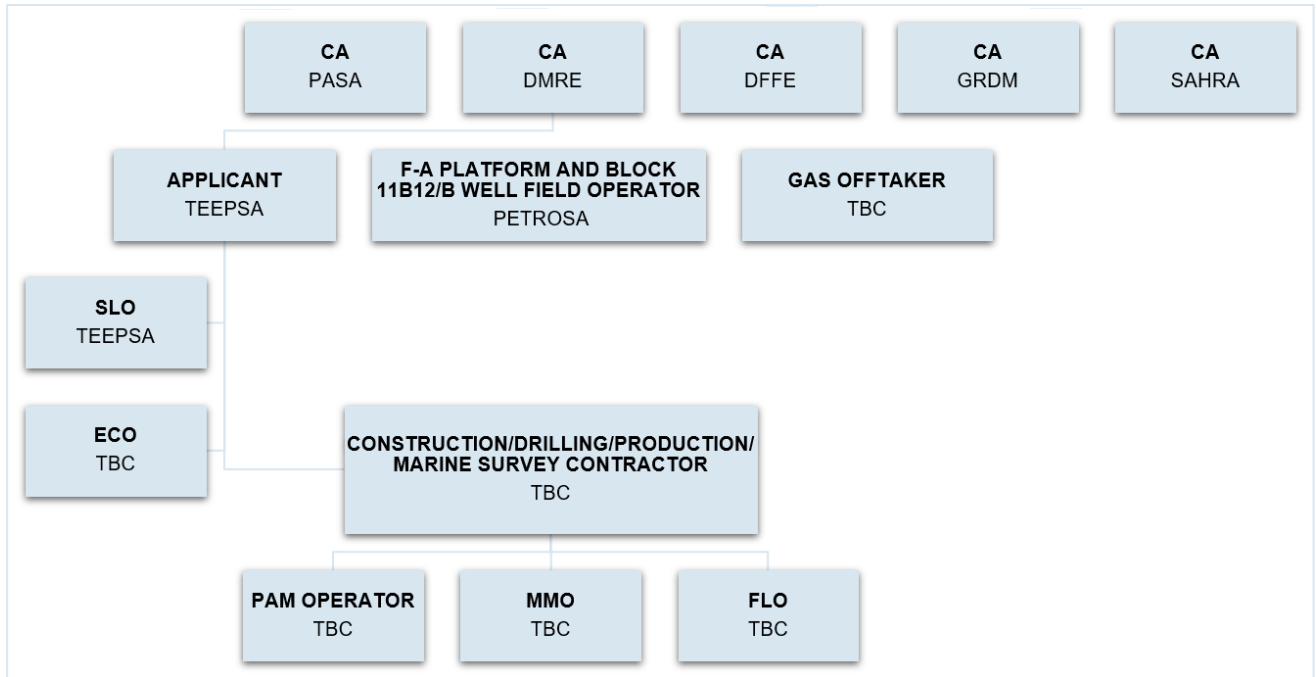 CA
PASA
CA
DMRE
CA
DFFE
CA
GRDM
CA
SAHRA
APPLICANT
TEEPSA
F-A PLATFORM AND BLOCK
11B12/B WELL FIELD OPERATOR
PETROSA
GAS OFFTAKER
TBC
SLO
TEEPSA
ECO
TBC
CONSTRUCTION/DRILLING/PRODUCTION/
MARINE SURVEY CONTRACTOR
TBC
PAM OPERATOR
TBC
MMO
TBC
FLO
TBC